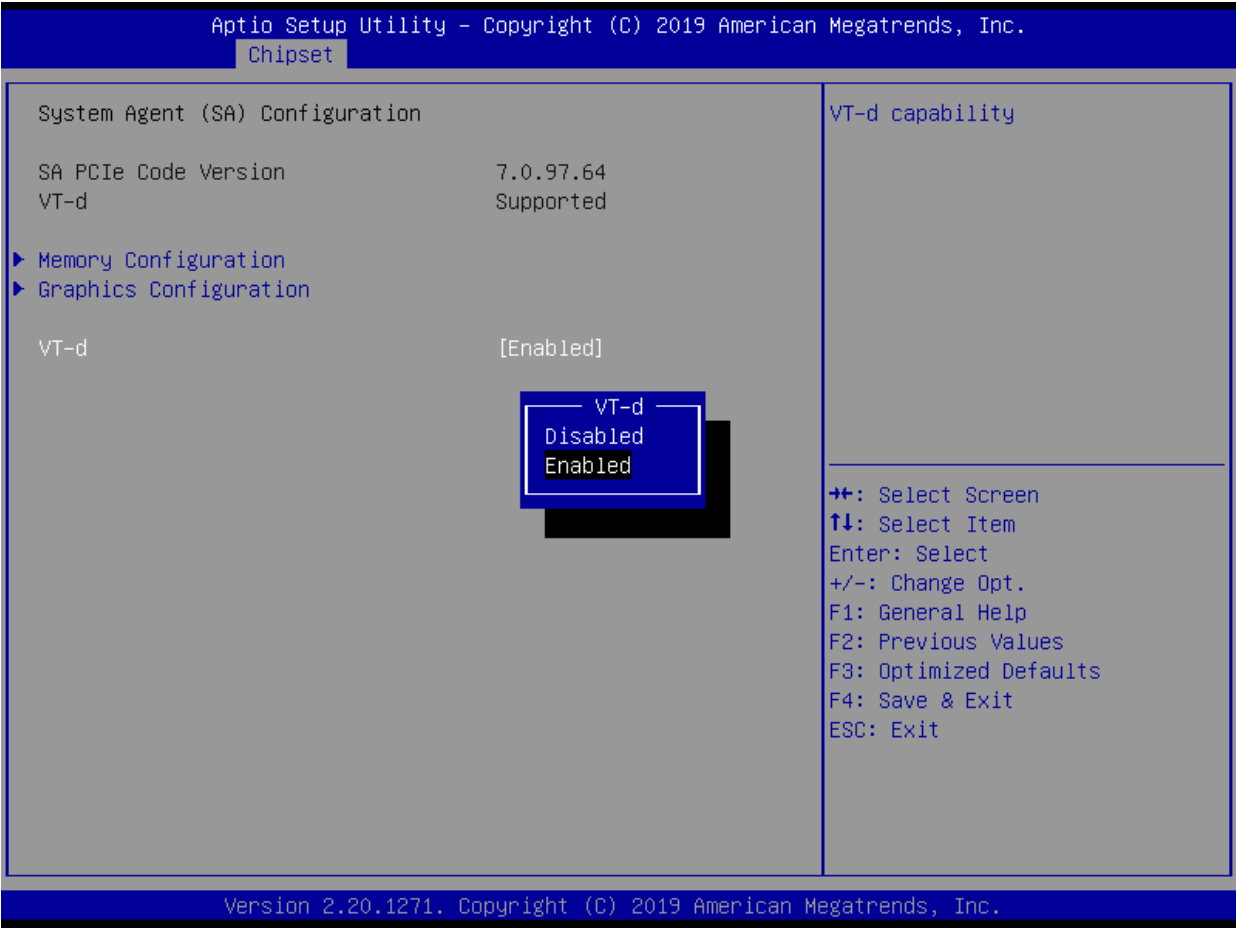 Aptio Setup Utility – Copyright (C) 2019 American Megatrends, Inc.
Chipset
System Agent (SA) Configuration
SA PCIe Code Version 7.0.97.64
VT-d Supported
▶ Memory Configuration
▶ Graphics Configuration
VT-d [Enabled]
VT-d
Disabled
Enabled
VT-d capability
→←: Select Screen
↑↓: Select Item
Enter: Select
+/-: Change Opt.
F1: General Help
F2: Previous Values
F3: Optimized Defaults
F4: Save & Exit
ESC: Exit
Version 2.20.1271. Copyright (C) 2019 American Megatrends, Inc.